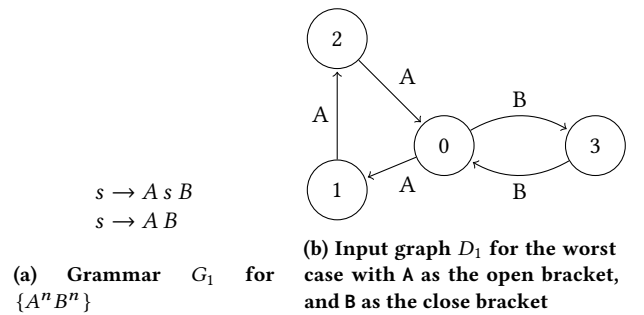 2
A
A
B
0
3
1
A
B
s → A s B
s → A B
(a) Grammar G₁ for
{AⁿBⁿ}
(b) Input graph D₁ for the worst
case with A as the open bracket,
and B as the close bracket